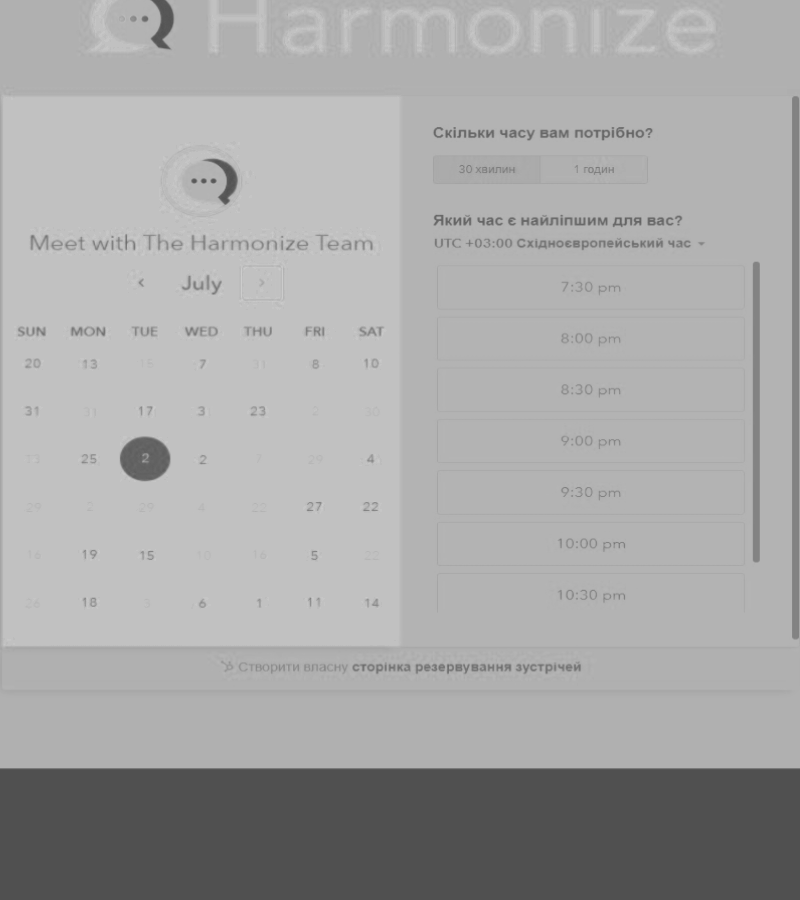 Harmonize
Meet with The Harmonize Team
July
SUN MON TUE WED THU FRI SAT
20 13 15 7 31 8 10
31 31 17 3 23 2 30
13 25 2 2 1 29 4
29 2 29 4 22 27 22
16 19 15 10 16 5 22
26 18 3 6 1 11 14
Скільки часу вам потрібно?
30 хвилин 1 годин
Який час є найліпшим для вас?
UTC +03:00 Східноєвропейський час
7:30 pm
8:00 pm
8:30 pm
9:00 pm
9:30 pm
10:00 pm
10:30 pm
Створити власну сторінка резервування зустрічей